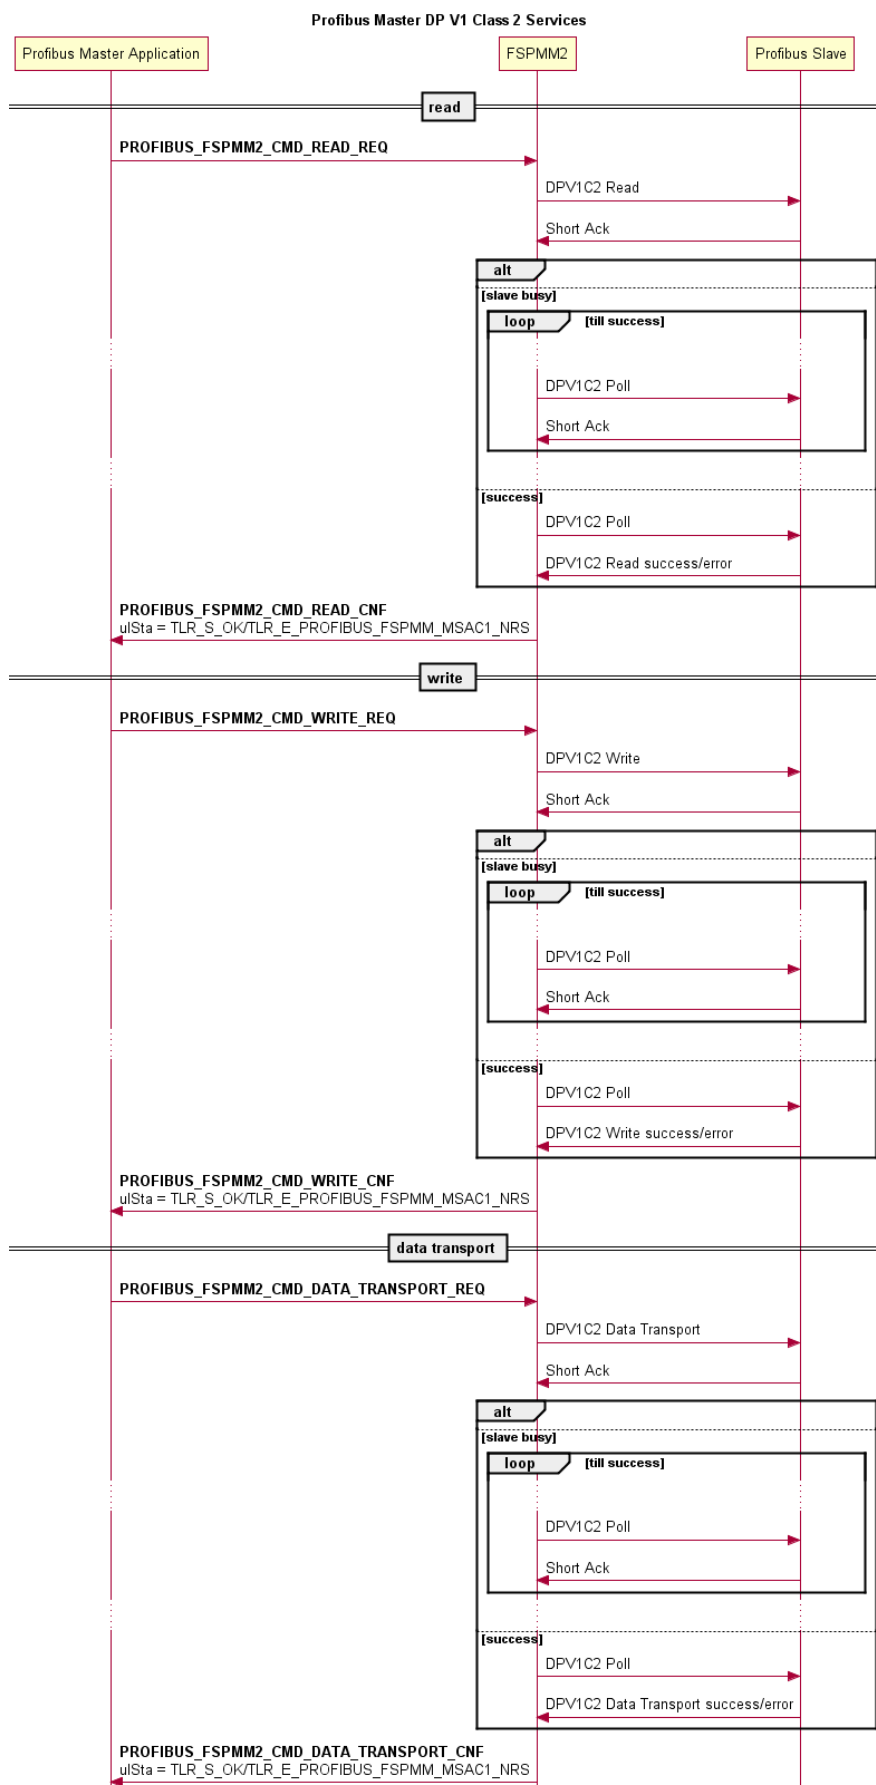 Profibus Master DP V1 Class 2 Services
Profibus Master Application
FSPMM2
Profibus Slave
read
PROFIBUS_FSPMM2_CMD_READ_REQ
DPV1C2 Read
Short Ack
alt
[slave busy]
loop [till success]
DPV1C2 Poll
Short Ack
[success]
DPV1C2 Poll
DPV1C2 Read success/error
PROFIBUS_FSPMM2_CMD_READ_CNF
ulSta = TLR_S_OK/TLR_E_PROFIBUS_FSPMM_MSAC1_NRS
write
PROFIBUS_FSPMM2_CMD_WRITE_REQ
DPV1C2 Write
Short Ack
alt
[slave busy]
loop [till success]
DPV1C2 Poll
Short Ack
[success]
DPV1C2 Poll
DPV1C2 Write success/error
PROFIBUS_FSPMM2_CMD_WRITE_CNF
ulSta = TLR_S_OK/TLR_E_PROFIBUS_FSPMM_MSAC1_NRS
data transport
PROFIBUS_FSPMM2_CMD_DATA_TRANSPORT_REQ
DPV1C2 Data Transport
Short Ack
alt
[slave busy]
loop [till success]
DPV1C2 Poll
Short Ack
[success]
DPV1C2 Poll
DPV1C2 Data Transport success/error
PROFIBUS_FSPMM2_CMD_DATA_TRANSPORT_CNF
ulSta = TLR_S_OK/TLR_E_PROFIBUS_FSPMM_MSAC1_NRS